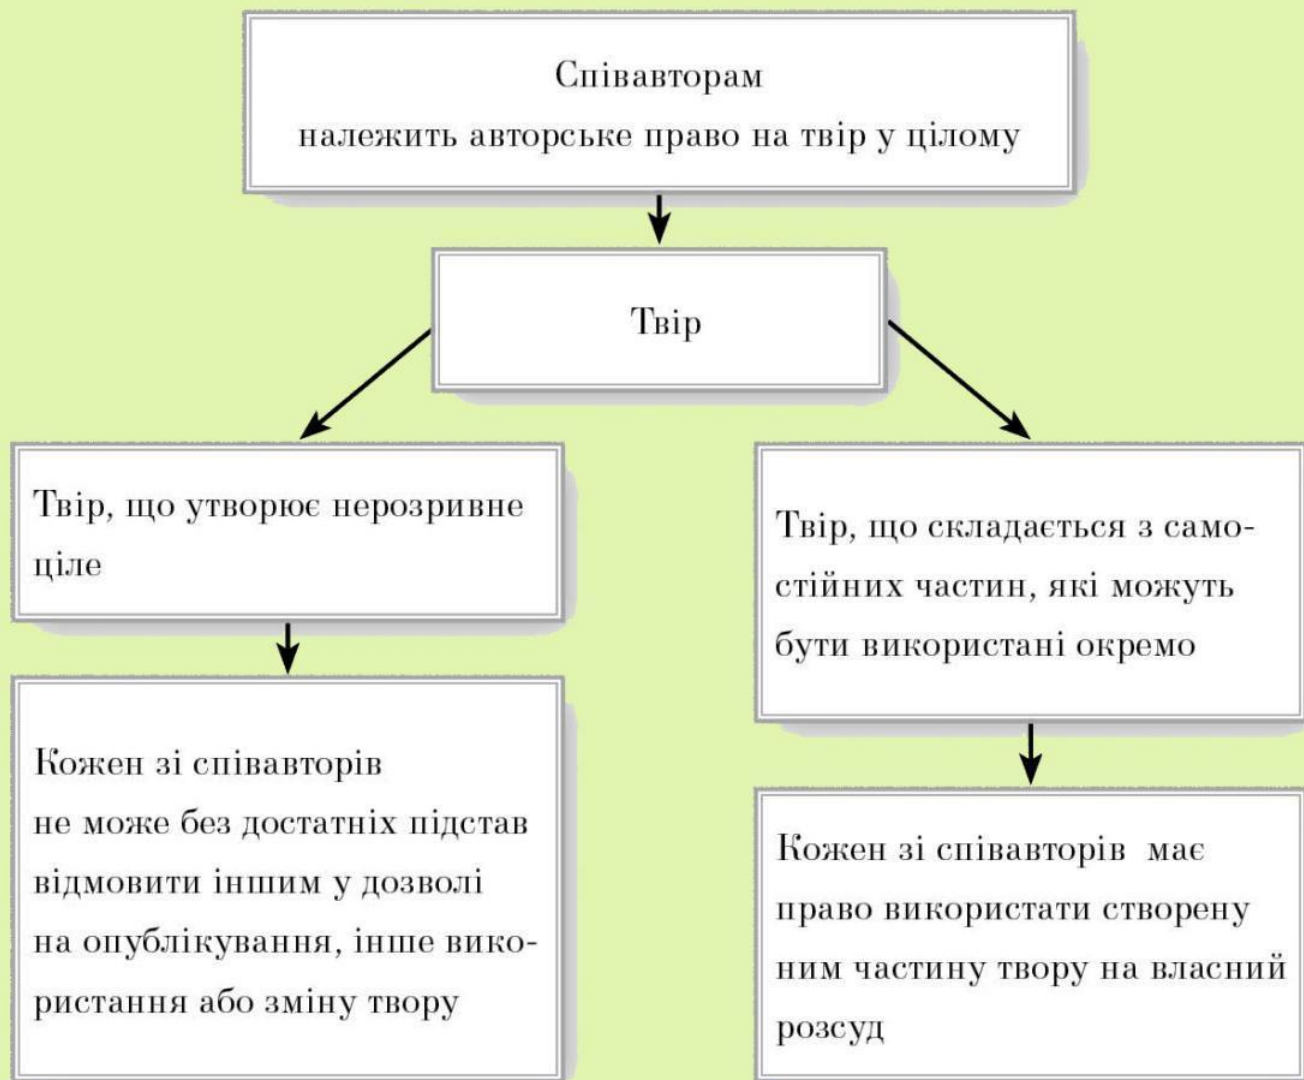 Співавторам
належить авторське право на твір у цілому
Твір
Твір, що утворює нерозривне
ціле
Кожен зі співавторів
не може без достатніх підстав
відмовити іншим у дозволі
на опублікування, інше вико-
ристання або зміну твору
Твір, що складається з само-
стійних частин, які можуть
бути використані окремо
Кожен зі співавторів має
право використати створену
ним частину твору на власний
розсуд